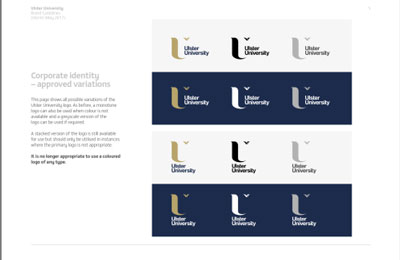 Ulster University
Brand Guidelines
5
Corporate identity
– approved variations
This page shows all possible variations of the
Ulster University logo. As before, a monotone
logo can also be used when colour is not
available and a greyscale version of the
logo can be used if required.
A stacked version of the logo is still available
for use but should only be utilised in instances
where the primary logo is not appropriate.
It is no longer appropriate to use a coloured
logo of any type.
Ulster
University
Ulster
University
Ulster
University
Ulster
University
Ulster
University
Ulster
University
Ulster
University
Ulster
University
Ulster
University
Ulster
University
Ulster
University
Ulster
University